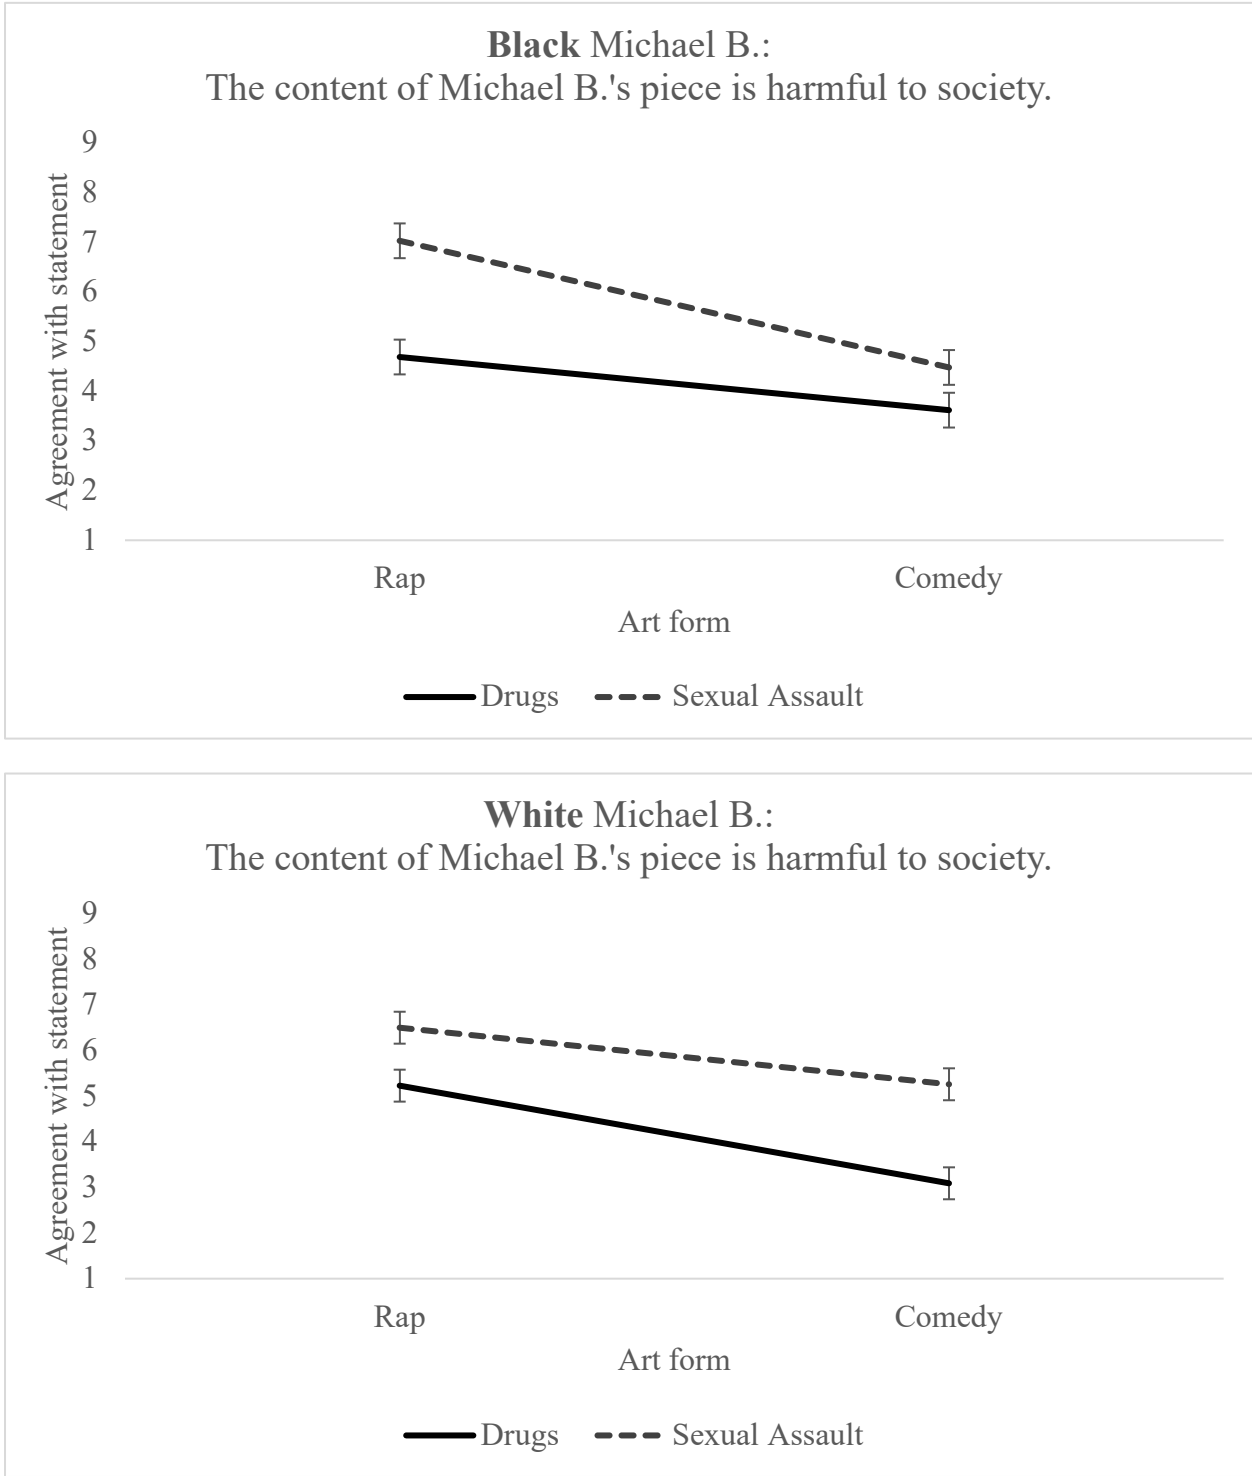 Black Michael B.:
The content of Michael B.'s piece is harmful to society.
Agreement with statement
9
8
7
6
5
4
3
2
1
Rap Comedy
Art form
Drugs Sexual Assault
White Michael B.:
The content of Michael B.'s piece is harmful to society.
Agreement with statement
9
8
7
6
5
4
3
2
1
Rap Comedy
Art form
Drugs Sexual Assault